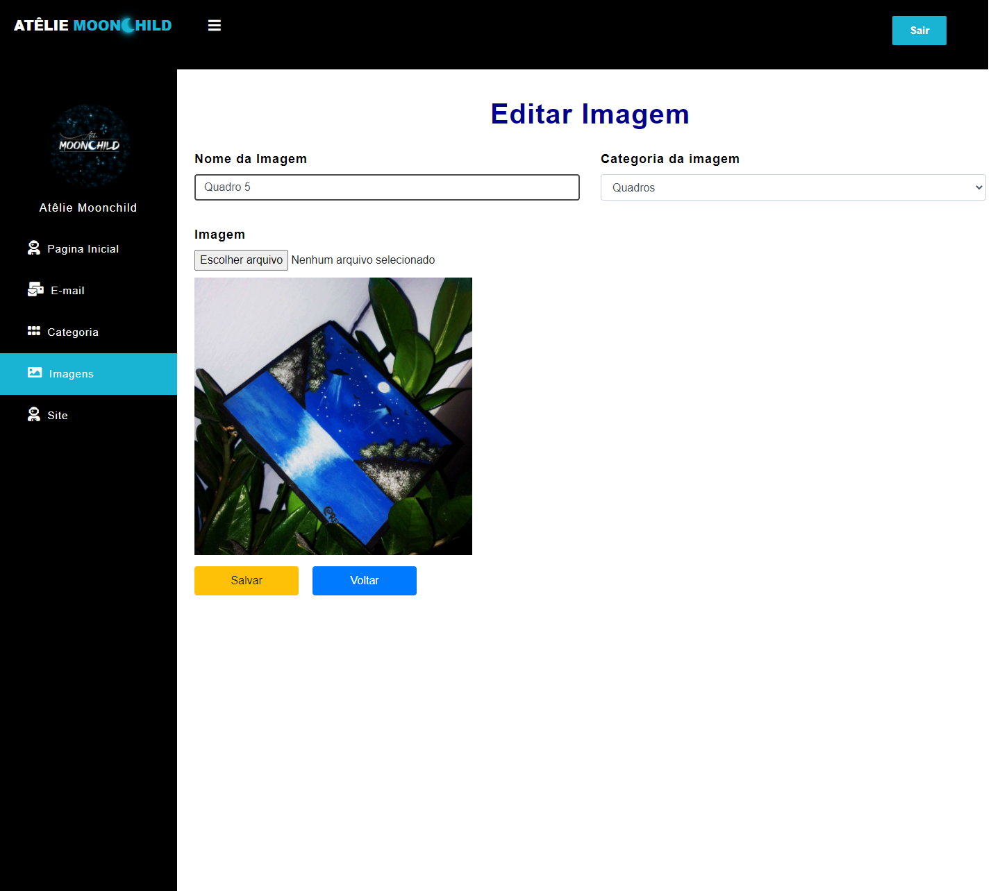 ATÊLIE MOONCHILD
Sair
MOONCHILD
Atêlie Moonchild
Pagina Inicial
E-mail
Categoria
Imagens
Site
Editar Imagem
Nome da Imagem
Quadro 5
Categoria da imagem
Quadros
Imagem
Escolher arquivo Nenhum arquivo selecionado
Salvar
Voltar